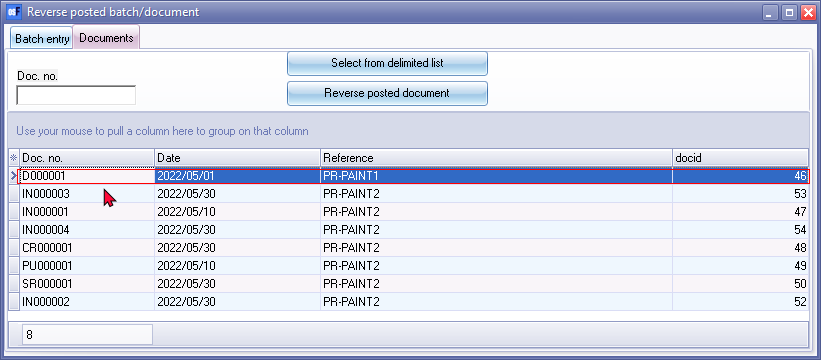 Reverse posted batch/document
Batch entry Documents
Select from delimited list
Doc. no.
Reverse posted document
Use your mouse to pull a column here to group on that column
Doc. no. Date Reference docid
D000001 2022/05/01 PR-PAINT1 46
IN000003 2022/05/30 PR-PAINT2 53
IN000001 2022/05/10 PR-PAINT2 47
IN000004 2022/05/30 PR-PAINT2 54
CR000001 2022/05/30 PR-PAINT2 48
PU000001 2022/05/10 PR-PAINT2 49
SR000001 2022/05/30 PR-PAINT2 50
IN000002 2022/05/30 PR-PAINT2 52
8